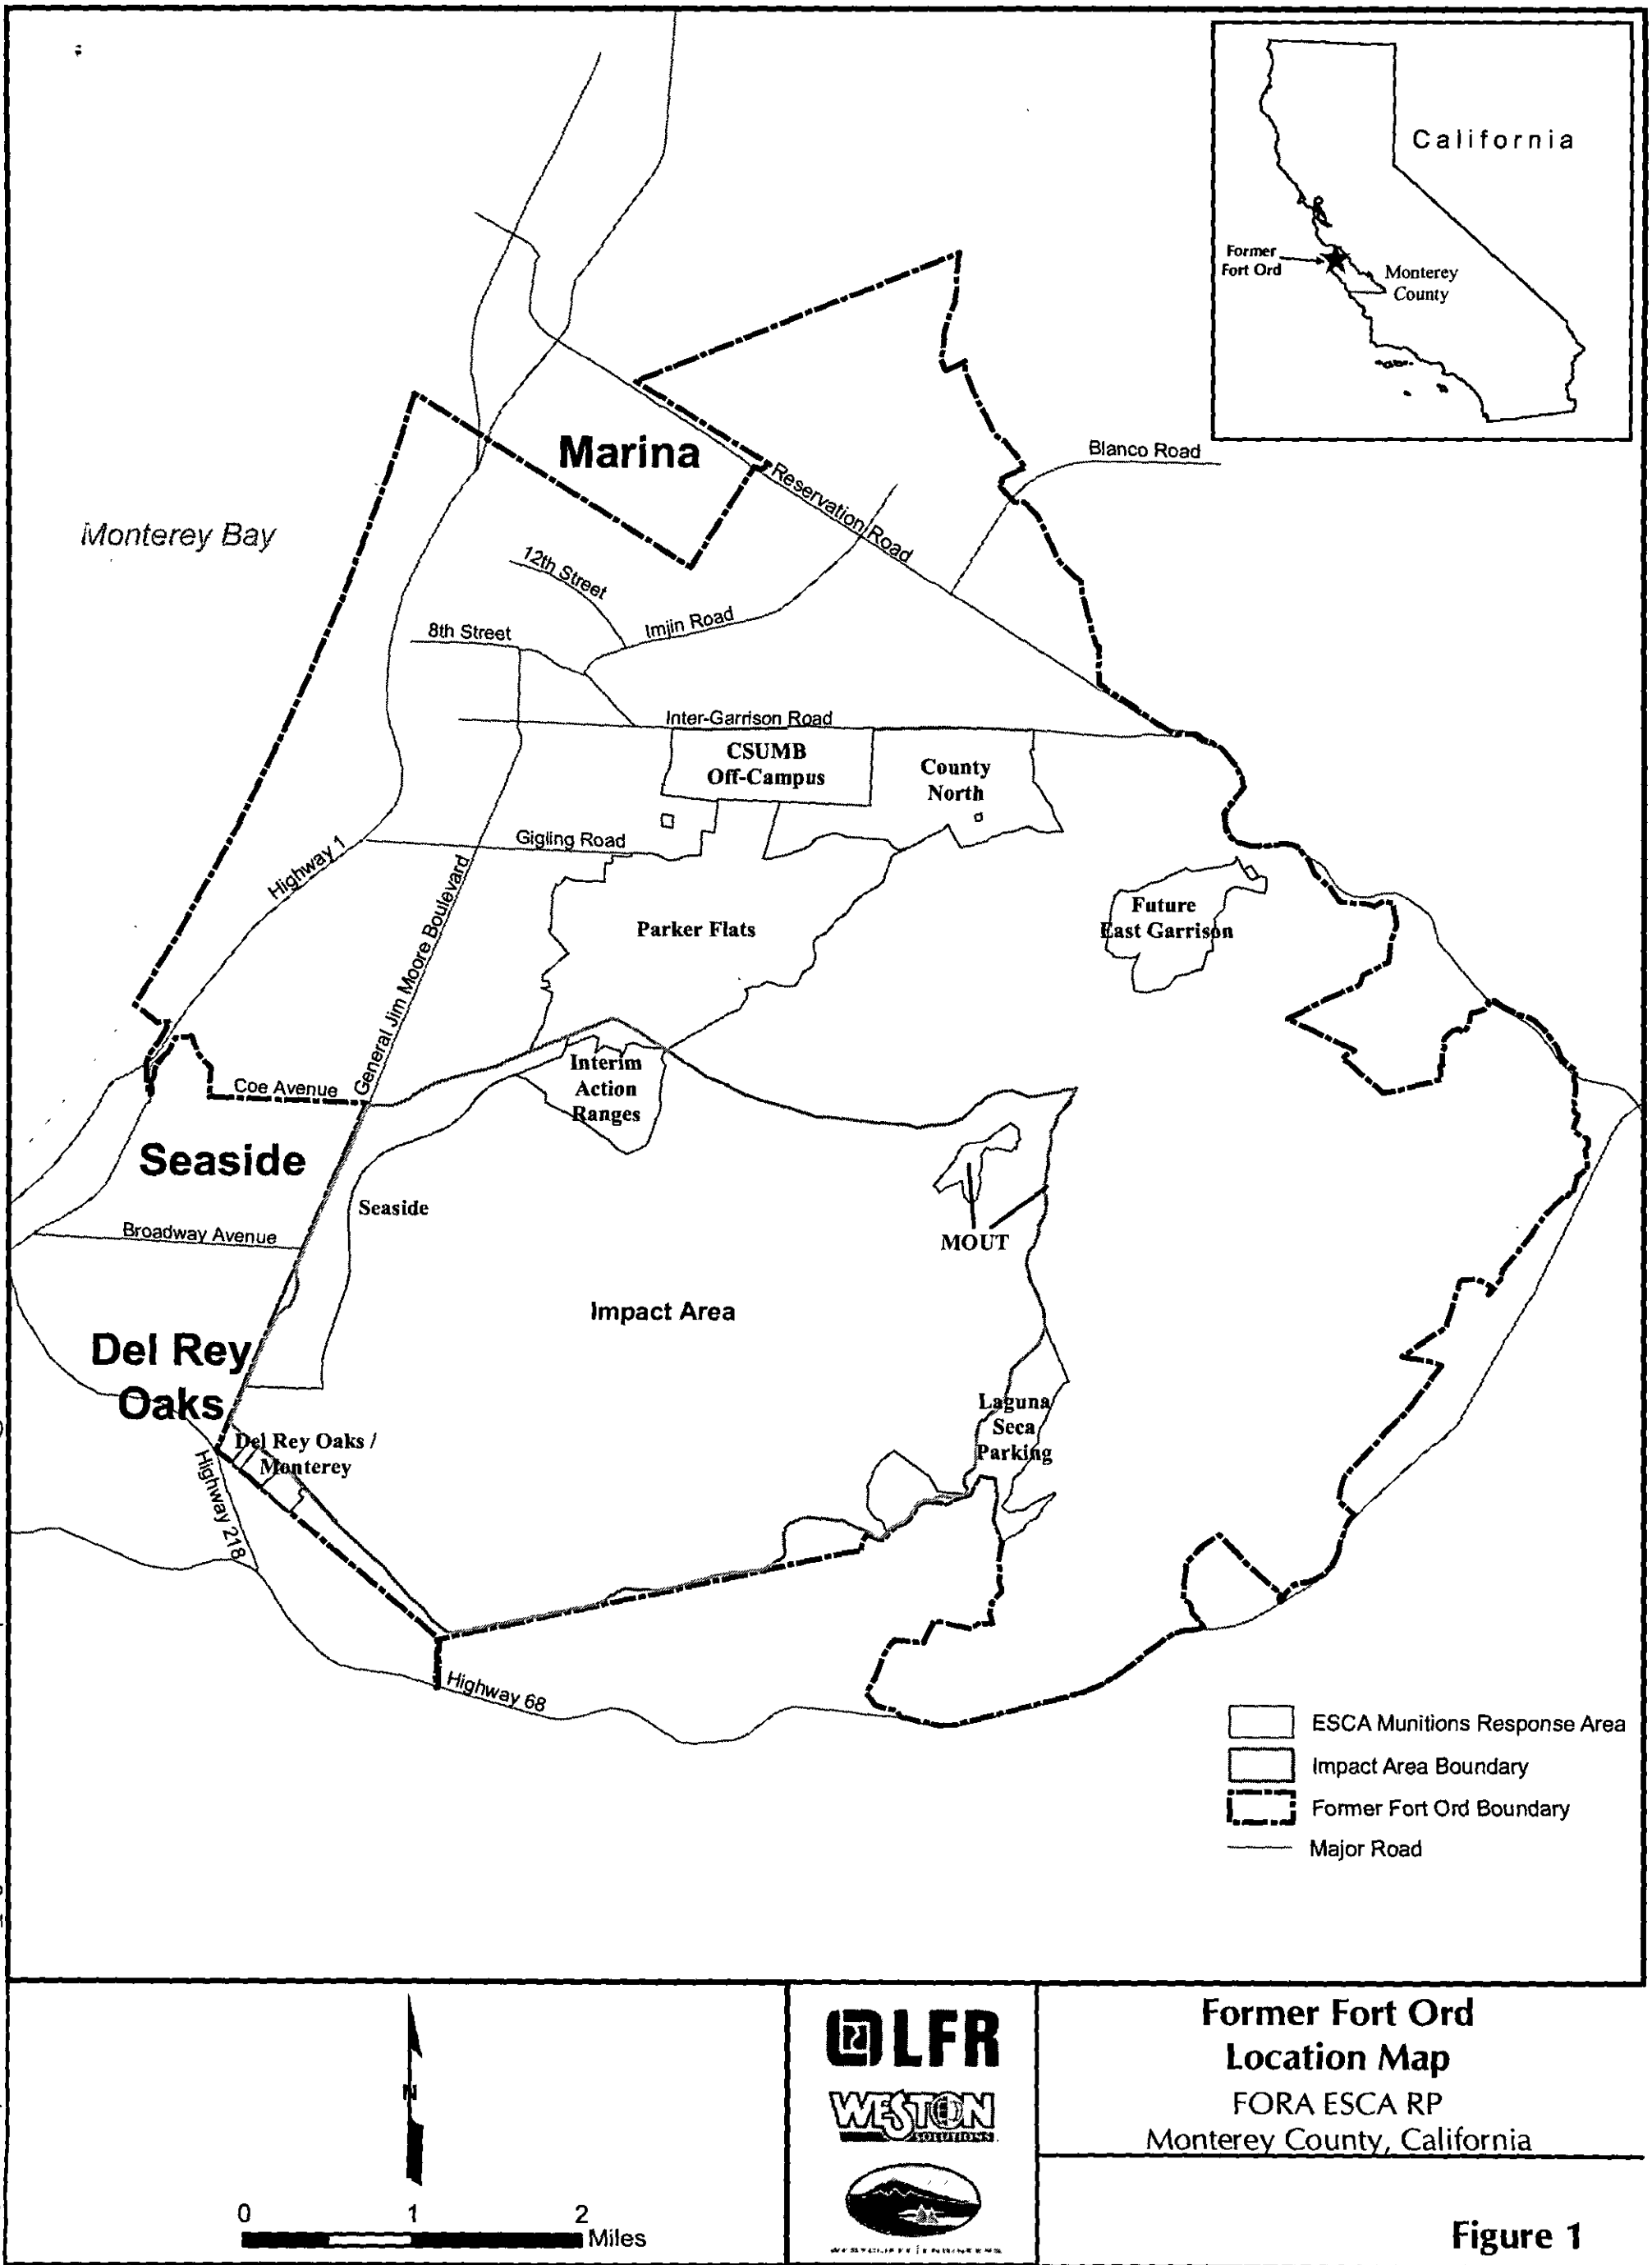 California
Former
Fort Ord
Monterey
County
Marina
Blanco Road
Reservation Road
Monterey Bay
12th Street
Imjin Road
8th Street
Inter-Garrison Road
CSUMB
Off-Campus
County
North
Gigling Road
Highway 1
General Jim Moore Boulevard
Parker Flats
Future
East Garrison
Interim
Action
Ranges
Coe Avenue
Seaside
Seaside
Broadway Avenue
MOUT
Impact Area
Del Rey
Oaks
Laguna
Seca
Parking
Del Rey Oaks /
Monterey
Highway 218
Highway 68
ESCA Munitions Response Area
Impact Area Boundary
Former Fort Ord Boundary
Major Road
N
0 1 2
Miles
LFR
WESTON
SOLUTIONS
WESTCLIFFE ENGINEERS
Former Fort Ord
Location Map
FORA ESCA RP
Monterey County, California
Figure 1